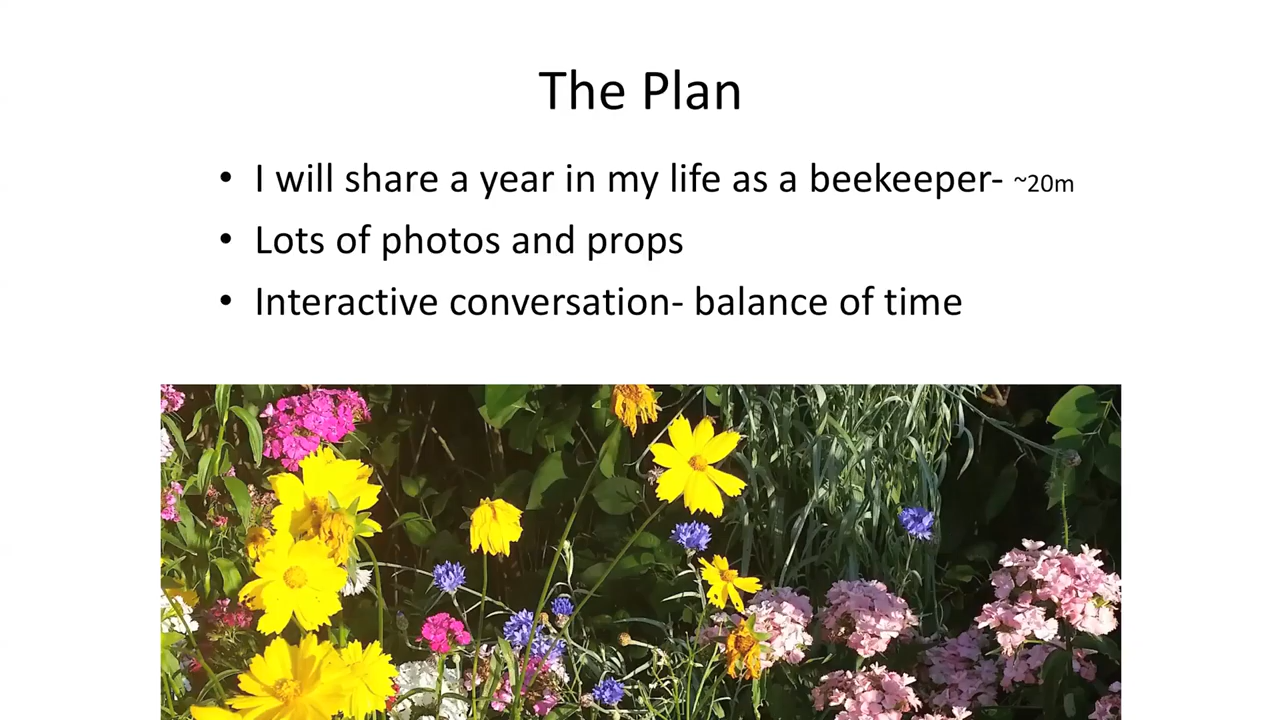 The Plan
• I will share a year in my life as a beekeeper- ~20m
• Lots of photos and props
• Interactive conversation- balance of time